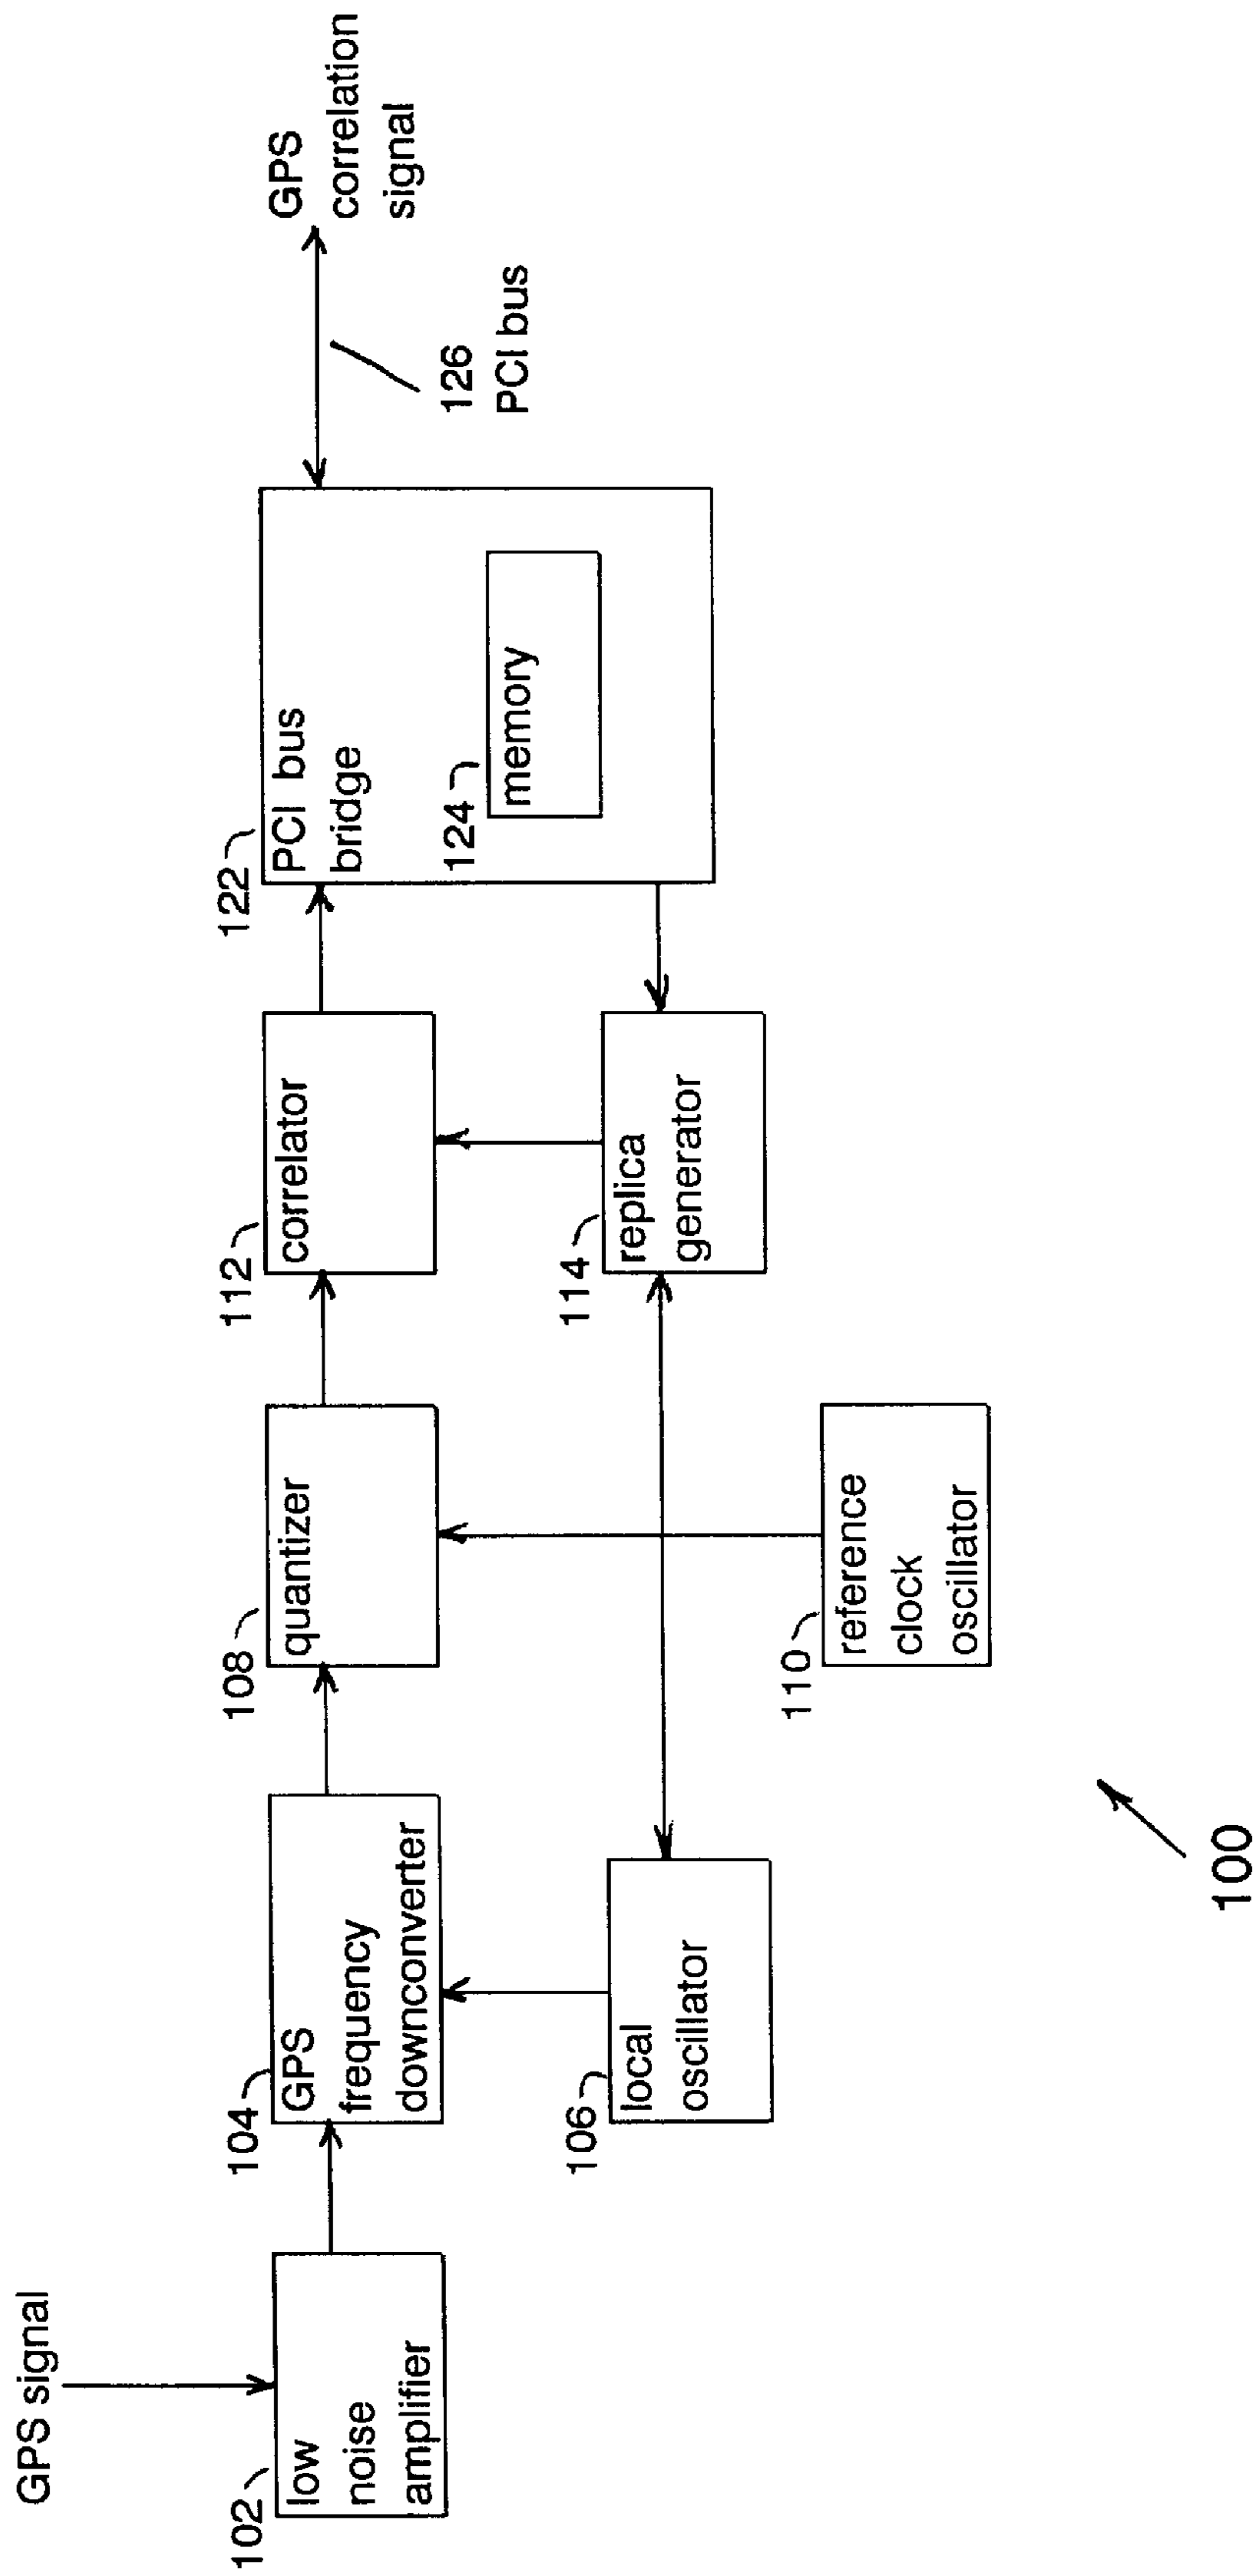 GPS signal
102
low
noise
amplifier
104
GPS
frequency
downconverter
106
local
oscillator
108
quantizer
110
reference
clock
oscillator
112
correlator
114
replica
generator
122
PCI bus
bridge
124
memory
126
PCI bus
GPS
correlation
signal
100